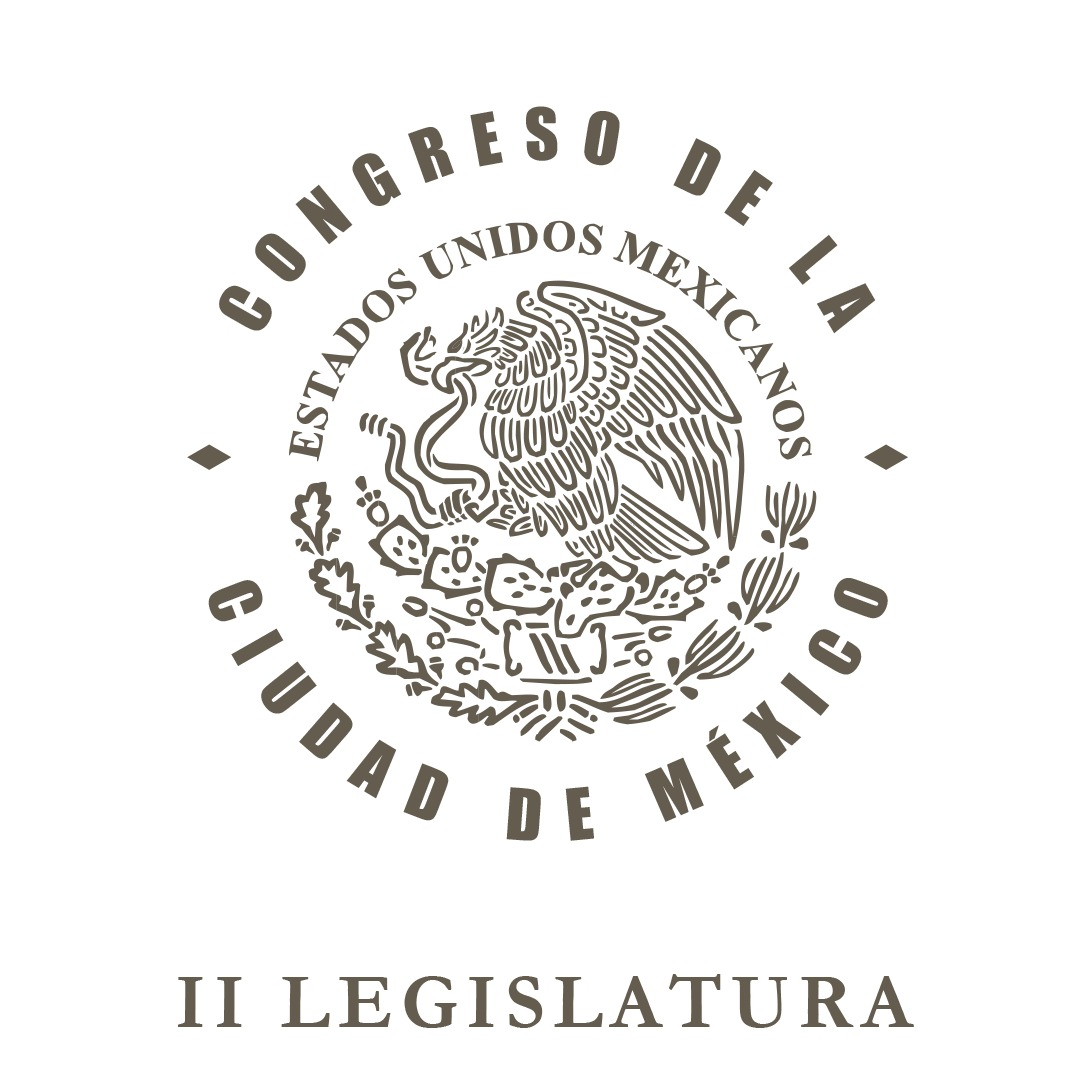 CONGRESO DE LA
ESTADOS UNIDOS MEXICANOS
CIUDAD DE MÉXICO
II LEGISLATURA